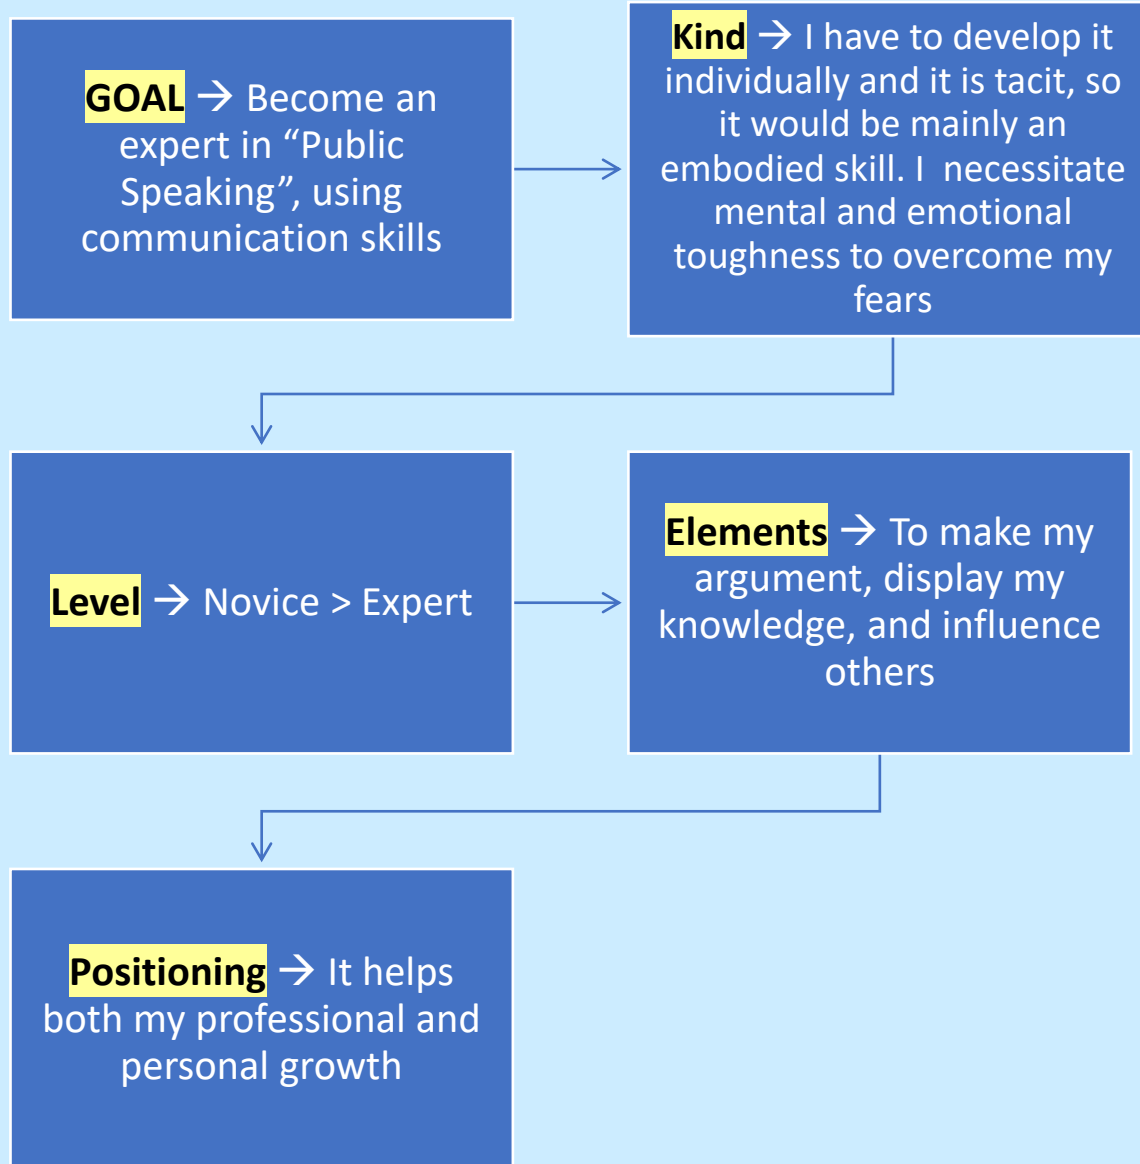 GOAL → Become an
expert in “Public
Speaking”, using
communication skills
Kind → I have to develop it
individually and it is tacit, so
it would be mainly an
embodied skill. I  necessitate
mental and emotional
toughness to overcome my
fears
Level → Novice > Expert
Elements → To make my
argument, display my
knowledge, and influence
others
Positioning → It helps
both my professional and
personal growth